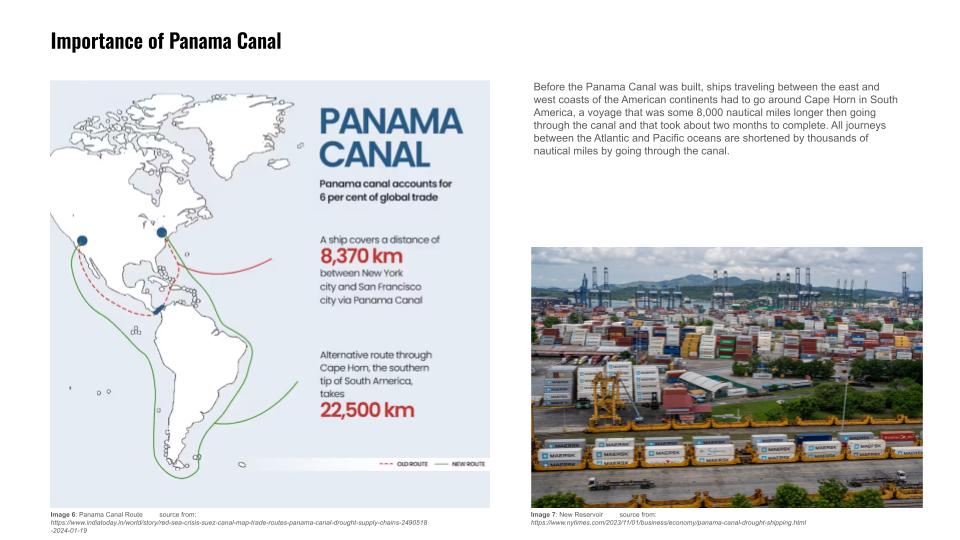 Importance of Panama Canal
PANAMA
CANAL
Panama canal accounts for
6 per cent of global trade
A ship covers a distance of
8,370 km
between New York
city and San Francisco
city via Panama Canal
Alternative route through
Cape Horn, the southern
tip of South America,
takes
22,500 km
OLD ROUTE NEW ROUTE
Image 6: Panama Canal Route source from:
https://www.indiatoday.in/world/story/red-sea-crisis-suez-canal-map-trade-routes-panama-canal-drought-supply-chains-2490518
-2024-01-19
Before the Panama Canal was built, ships traveling between the east and
west coasts of the American continents had to go around Cape Horn in South
America, a voyage that was some 8,000 nautical miles longer then going
through the canal and that took about two months to complete. All journeys
between the Atlantic and Pacific oceans are shortened by thousands of
nautical miles by going through the canal.
MAERSK MAERSK MAERSK MAERSK MAERSK
Image 7: New Reservoir source from:
https://www.nytimes.com/2023/11/01/business/economy/panama-canal-drought-shipping.html